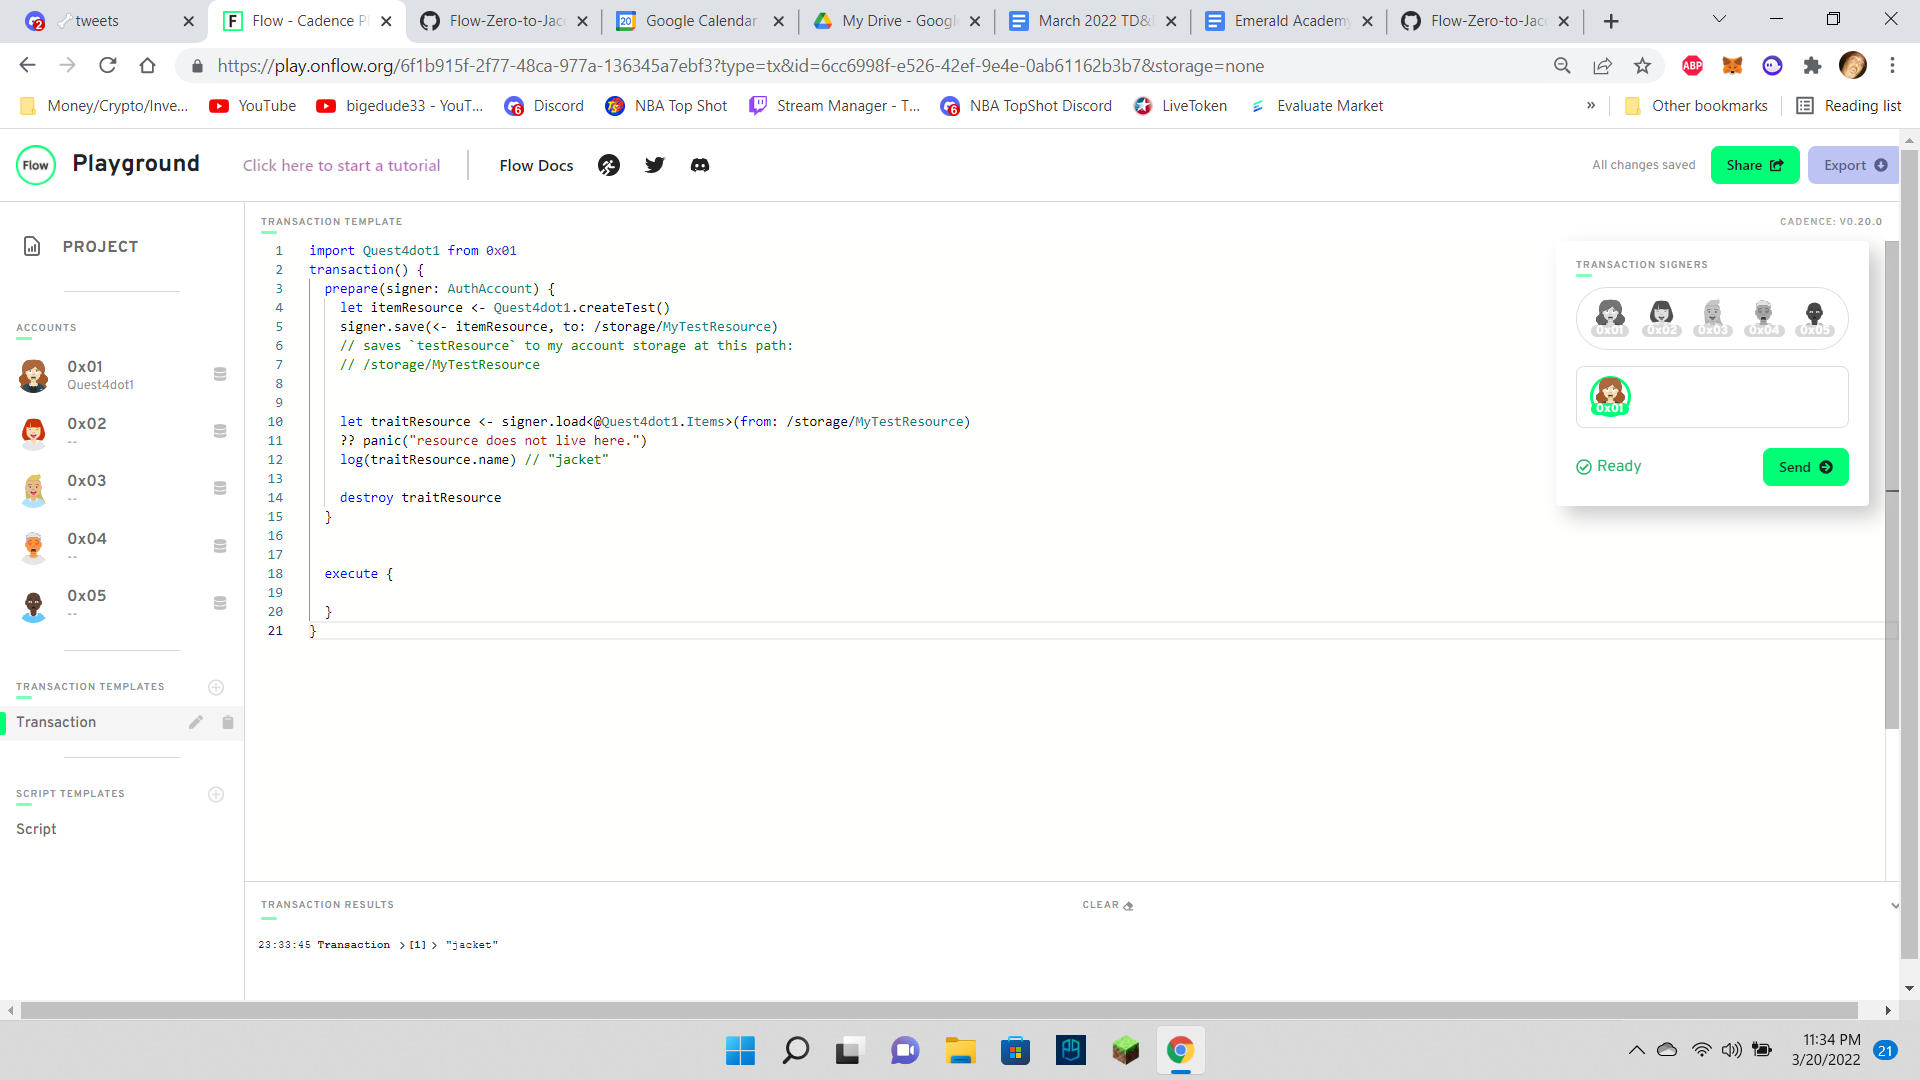 tweets
Flow - Cadence Pl
Flow-Zero-to-Jac
Google Calendar
My Drive - Googl
March 2022 TD&
Emerald Academy
Flow-Zero-to-Jac
https://play.onflow.org/6f1b915f-2f77-48ca-977a-136345a7ebf3?type=tx&id=6cc6998f-e526-42ef-9e4e-0ab61162b3b7&storage=none
ABP
Money/Crypto/Inve...
YouTube
bigedude33 - YouT...
Discord
NBA Top Shot
Stream Manager - T...
NBA TopShot Discord
LiveToken
Evaluate Market
»
Other bookmarks
Reading list
Flow
Playground
Click here to start a tutorial
Flow Docs
All changes saved
Share
Export
PROJECT
ACCOUNTS
0x01
Quest4dot1
0x02
--
0x03
--
0x04
--
0x05
--
TRANSACTION TEMPLATES
Transaction
SCRIPT TEMPLATES
Script
TRANSACTION TEMPLATE
CADENCE: V0.20.0
1 import Quest4dot1 from 0x01
2 transaction() {
3 prepare(signer: AuthAccount) {
4 let itemResource <- Quest4dot1.createTest()
5 signer.save(<- itemResource, to: /storage/MyTestResource)
6 // saves `testResource` to my account storage at this path:
7 // /storage/MyTestResource
8
9
10 let traitResource <- signer.load<@Quest4dot1.Items>(from: /storage/MyTestResource)
11 ?? panic("resource does not live here.")
12 log(traitResource.name) // "jacket"
13
14 destroy traitResource
15 }
16
17
18 execute {
19
20 }
21 }
TRANSACTION SIGNERS
0x01 0x02 0x03 0x04 0x05
0x01
Ready
Send
TRANSACTION RESULTS
CLEAR
23:33:45 Transaction >[1]> "jacket"
11:34 PM
3/20/2022
21